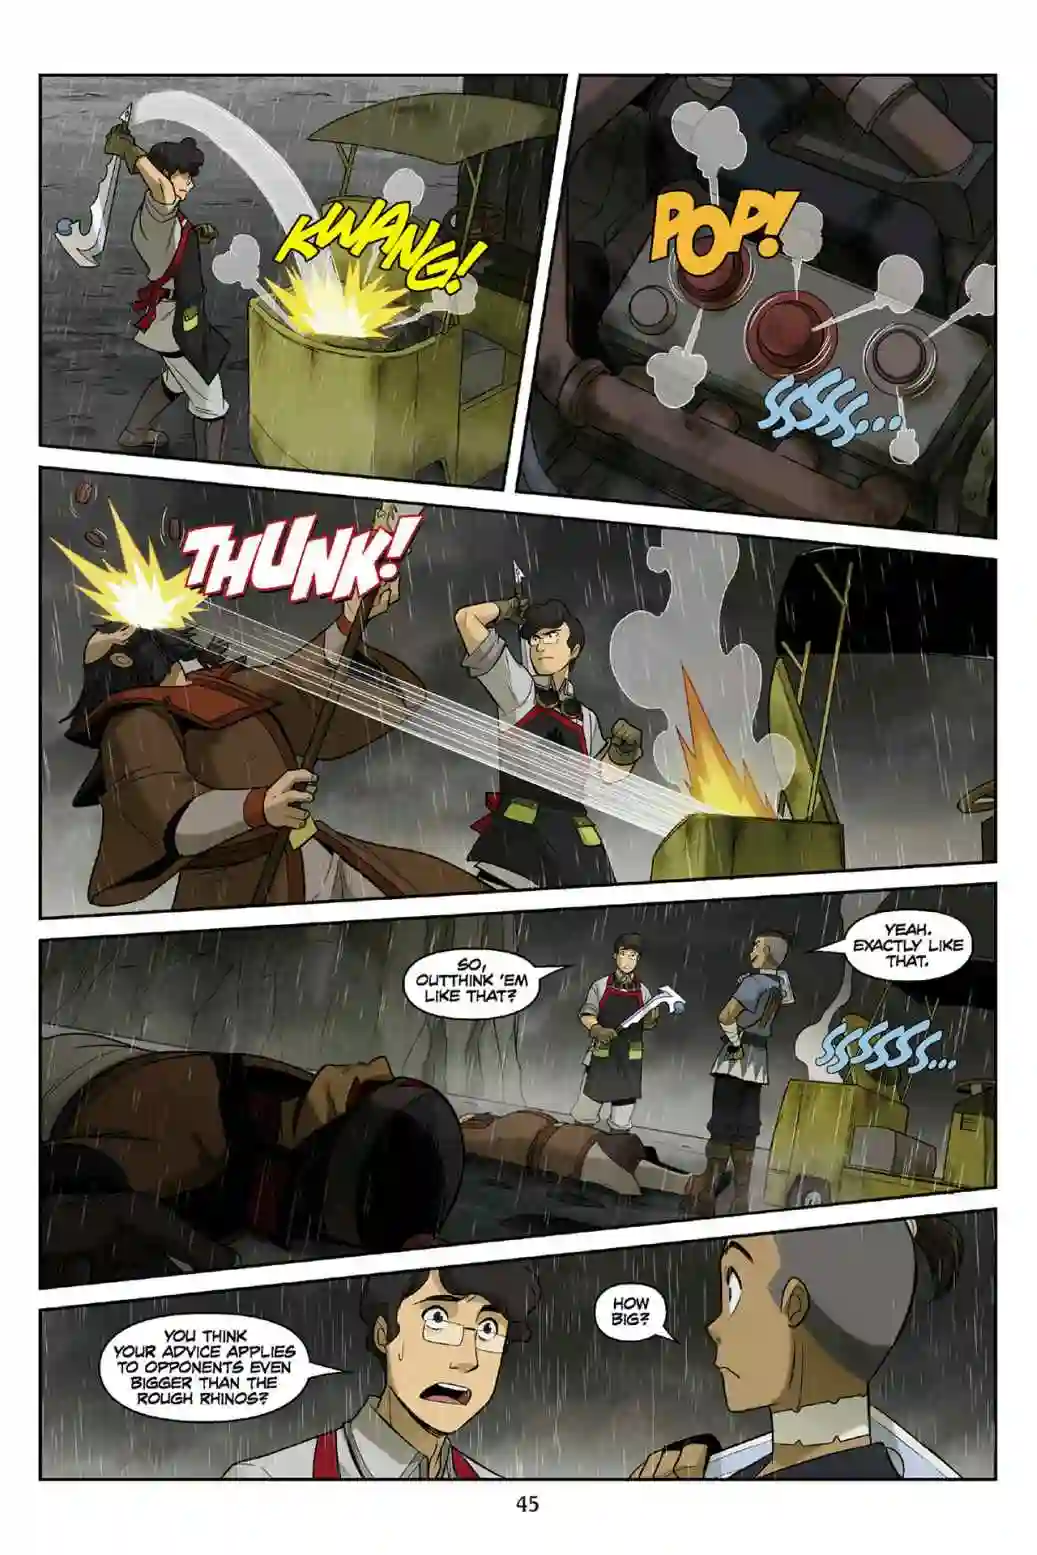 KWANG!
POP!
SSSSS...
THUNK!
SO,
OUTTHINK 'EM
LIKE THAT?
YEAH.
EXACTLY LIKE
THAT.
SSSSSS...
YOU THINK
YOUR ADVICE APPLIES
TO OPPONENTS EVEN
BIGGER THAN THE
ROUGH RHINOS?
HOW
BIG?
45